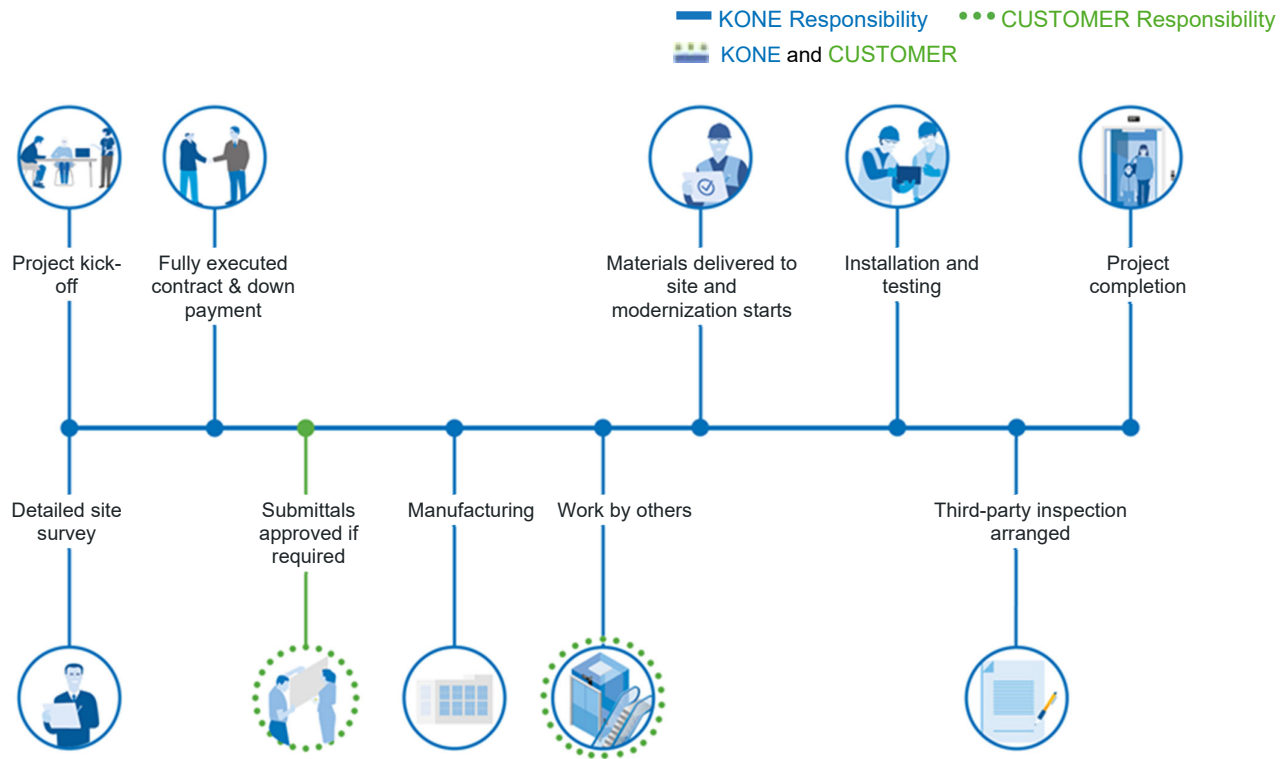 KONE Responsibility
CUSTOMER Responsibility
KONE and CUSTOMER
Project kick-
off
Fully executed
contract & down
payment
Materials delivered to
site and
modernization starts
Installation and
testing
Project
completion
Detailed site
survey
Submittals
approved if
required
Manufacturing
Work by others
Third-party inspection
arranged